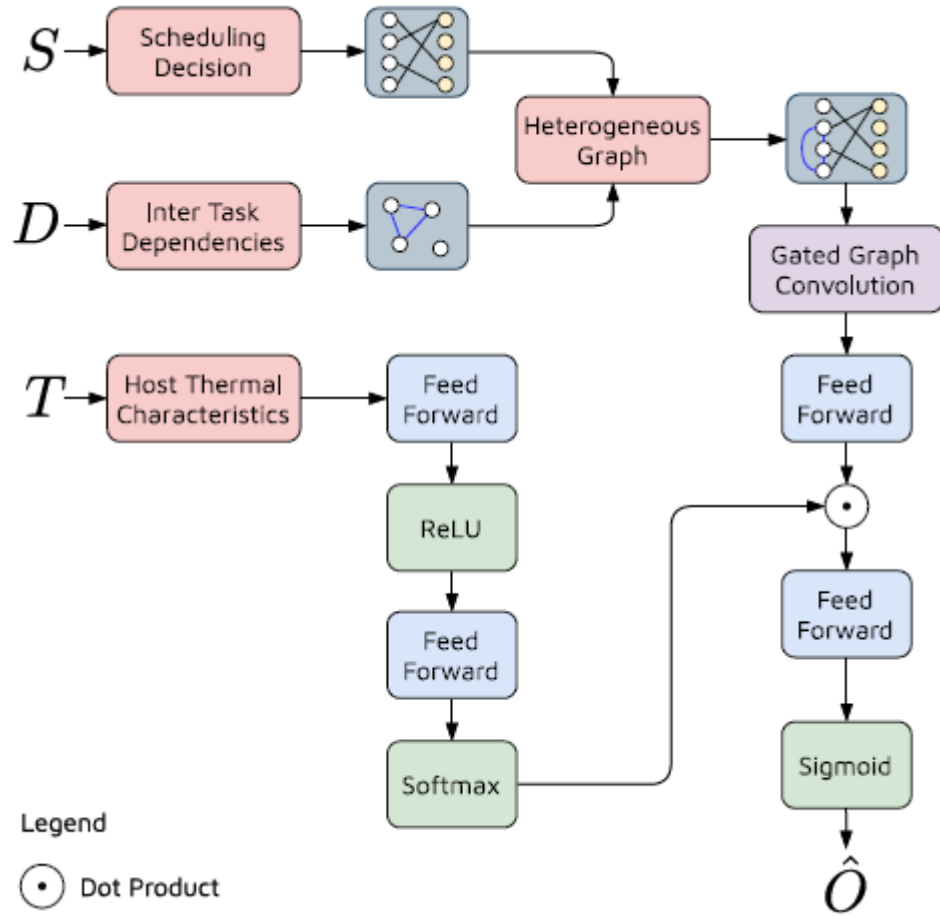 S
Scheduling
Decision
Heterogeneous
Graph
D
Inter Task
Dependencies
Gated Graph
Convolution
T
Host Thermal
Characteristics
Feed
Forward
Feed
Forward
ReLU
Feed
Forward
Feed
Forward
Softmax
Sigmoid
Legend
Dot Product
Ô